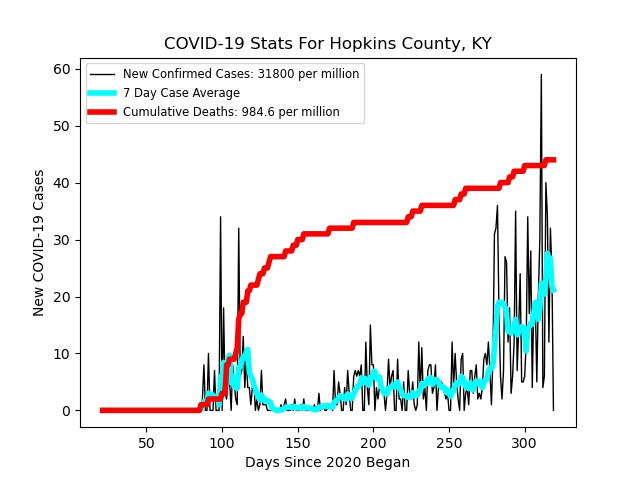 COVID-19 Stats For Hopkins County, KY
New Confirmed Cases: 31800 per million
7 Day Case Average
Cumulative Deaths: 984.6 per million
New COVID-19 Cases
60
50
40
30
20
10
0
50 100 150 200 250 300
Days Since 2020 Began